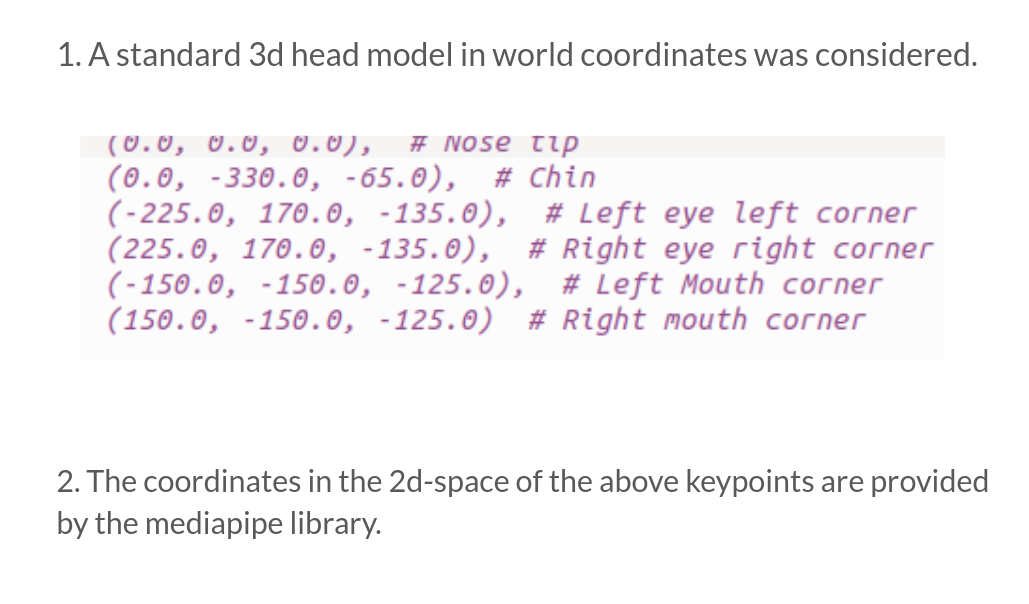 1. A standard 3d head model in world coordinates was considered.
(0.0, 0.0, 0.0), # Nose tip
(0.0, -330.0, -65.0), # Chin
(-225.0, 170.0, -135.0), # Left eye left corner
(225.0, 170.0, -135.0), # Right eye right corner
(-150.0, -150.0, -125.0), # Left Mouth corner
(150.0, -150.0, -125.0) # Right mouth corner
2. The coordinates in the 2d-space of the above keypoints are provided
by the mediapipe library.